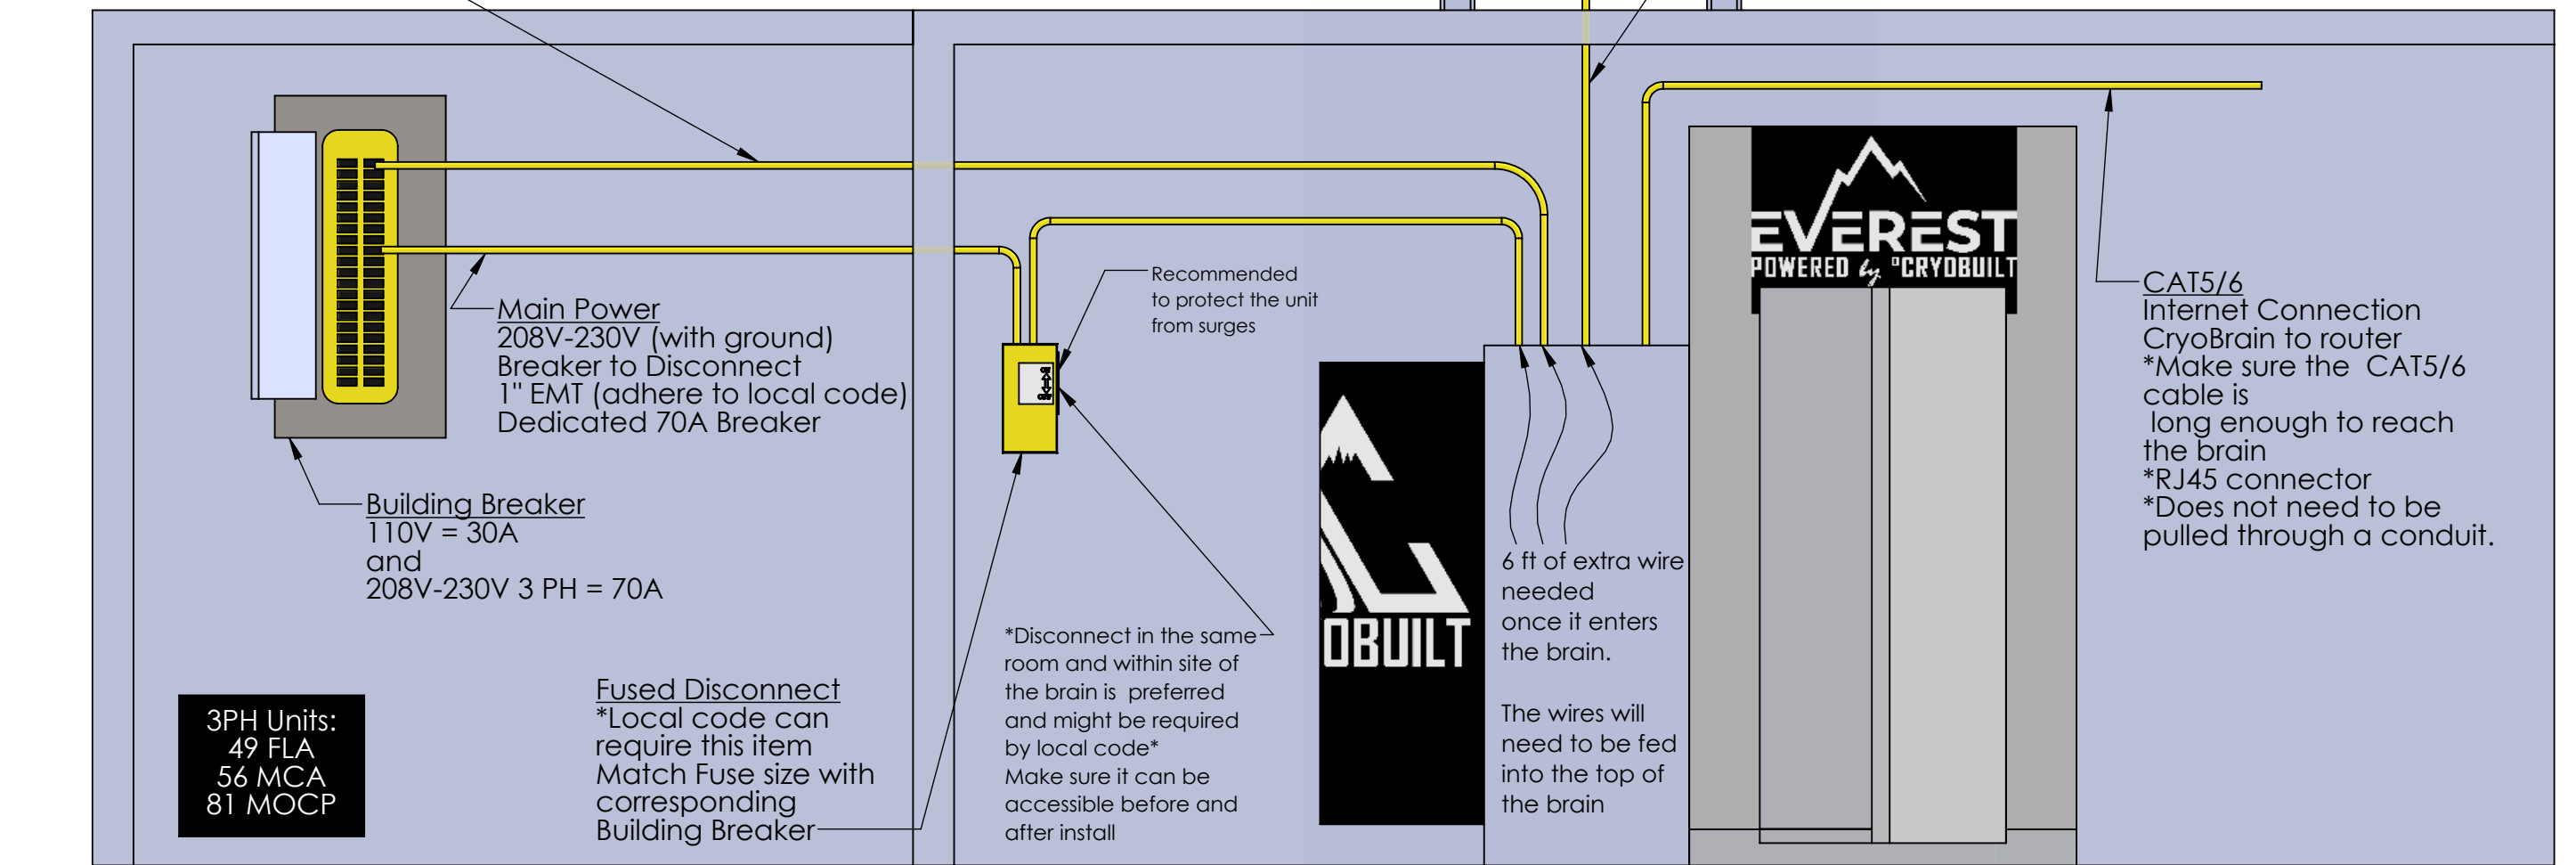 EVEREST
POWERED by °CRYOBUILT
Recommended
to protect the unit
from surges
Main Power
208V-230V (with ground)
Breaker to Disconnect
1" EMT (adhere to local code)
Dedicated 70A Breaker
CAT5/6
Internet Connection
CryoBrain to router
*Make sure the CAT5/6
cable is
long enough to reach
the brain
*RJ45 connector
*Does not need to be
pulled through a conduit.
Building Breaker
110V = 30A
and
208V-230V 3 PH = 70A
6 ft of extra wire
needed
once it enters
the brain.
The wires will
need to be fed
into the top of
the brain
OBUILT
*Disconnect in the same
room and within site of
the brain is preferred
and might be required
by local code*
Make sure it can be
accessible before and
after install
Fused Disconnect
*Local code can
require this item
Match Fuse size with
corresponding
Building Breaker
3PH Units:
49 FLA
56 MCA
81 MOCP